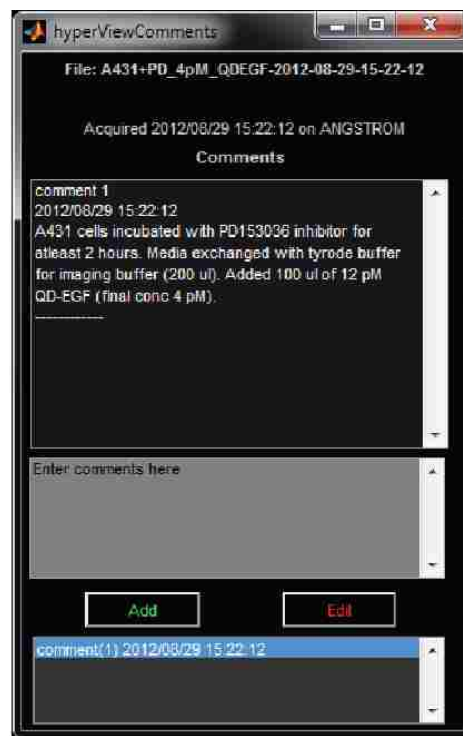 hyperViewComments
File: A431+PD_4pM_QDEGF-2012-08-29-15-22-12
Acquired 2012/08/29 15:22:12 on ANGSTROM
Comments
comment 1
2012/08/29 15:22:12
A431 cells incubated with PD153036 inhibitor for
atleast 2 hours. Media exchanged with tyrode buffer
for imaging buffer (200 ul). Added 100 ul of 12 pM
QD-EGF (final conc 4 pM).
------------
Enter comments here
Add
Edit
comment(1) 2012/08/29 15:22:12